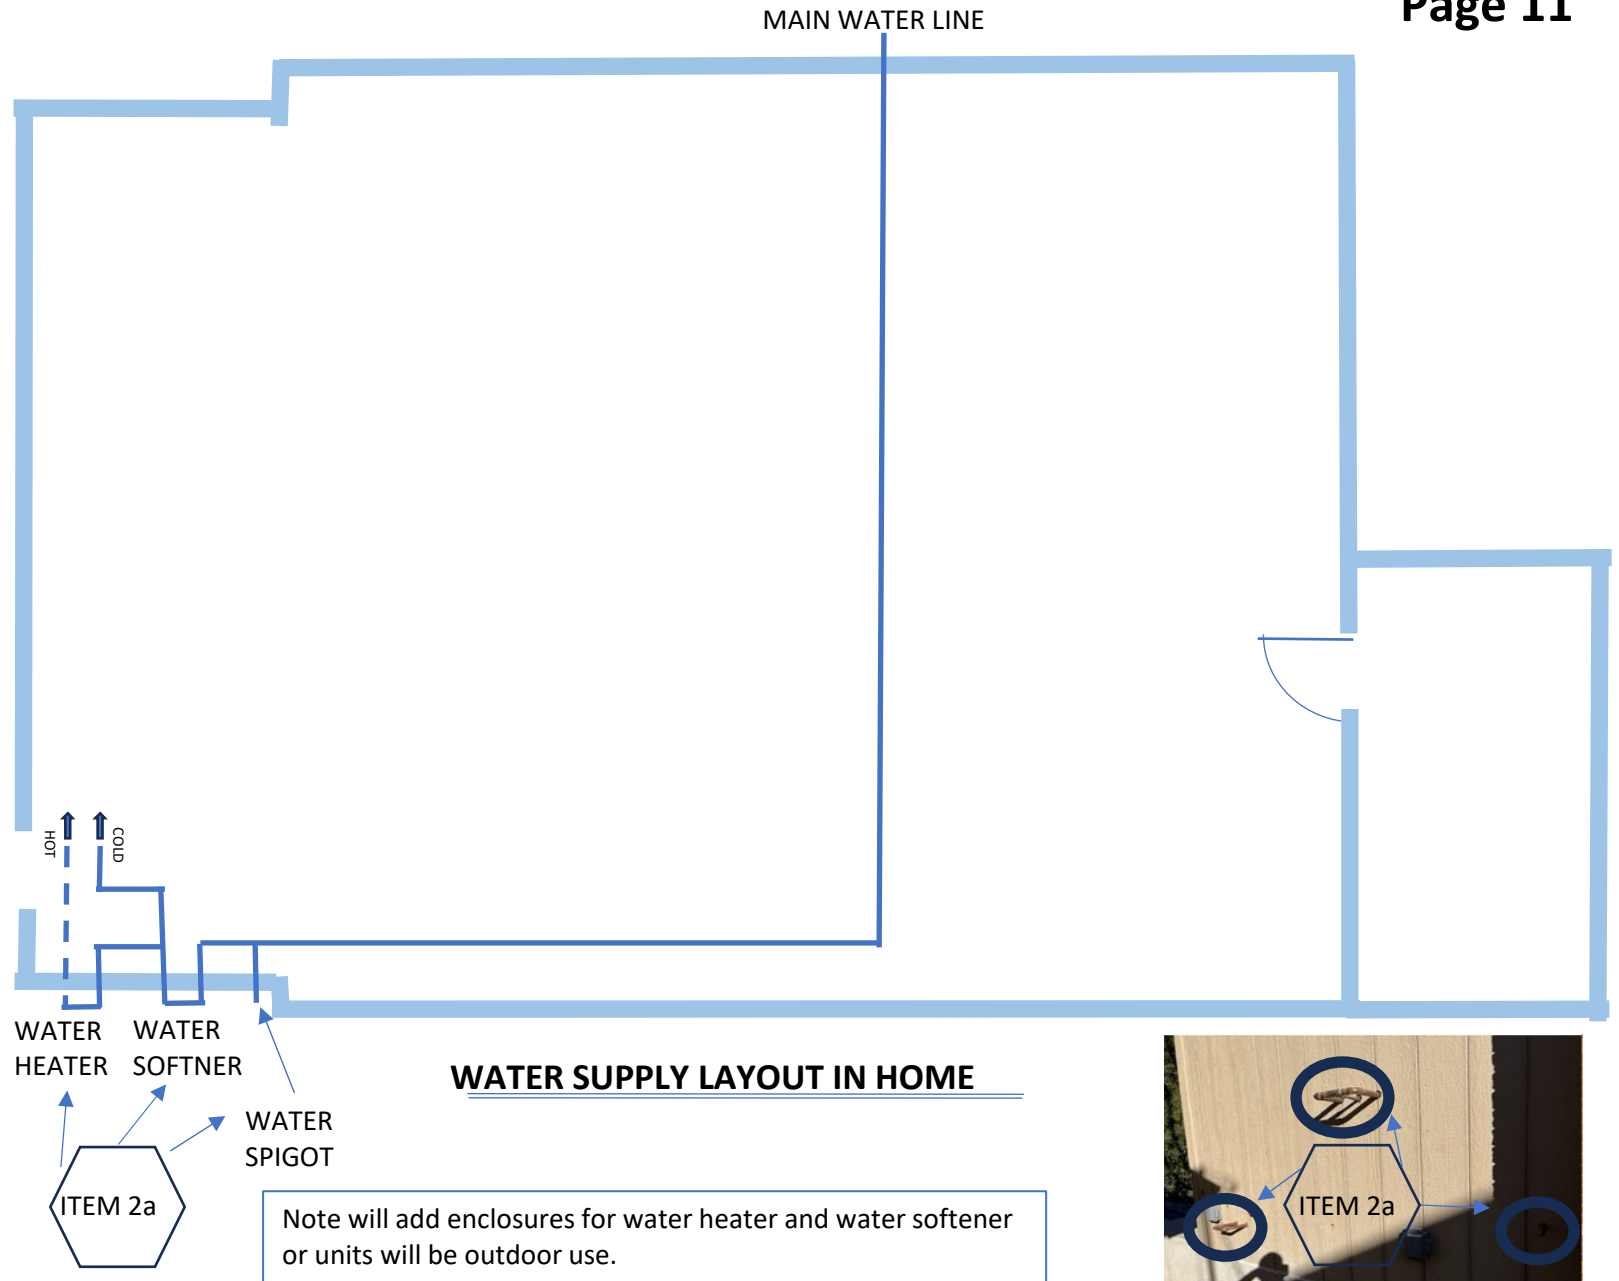 Page 11
MAIN WATER LINE
HOT
COLD
WATER
HEATER
WATER
SOFTNER
WATER
SPIGOT
WATER SUPPLY LAYOUT IN HOME
ITEM 2a
ITEM 2a
Note will add enclosures for water heater and water softener
or units will be outdoor use.